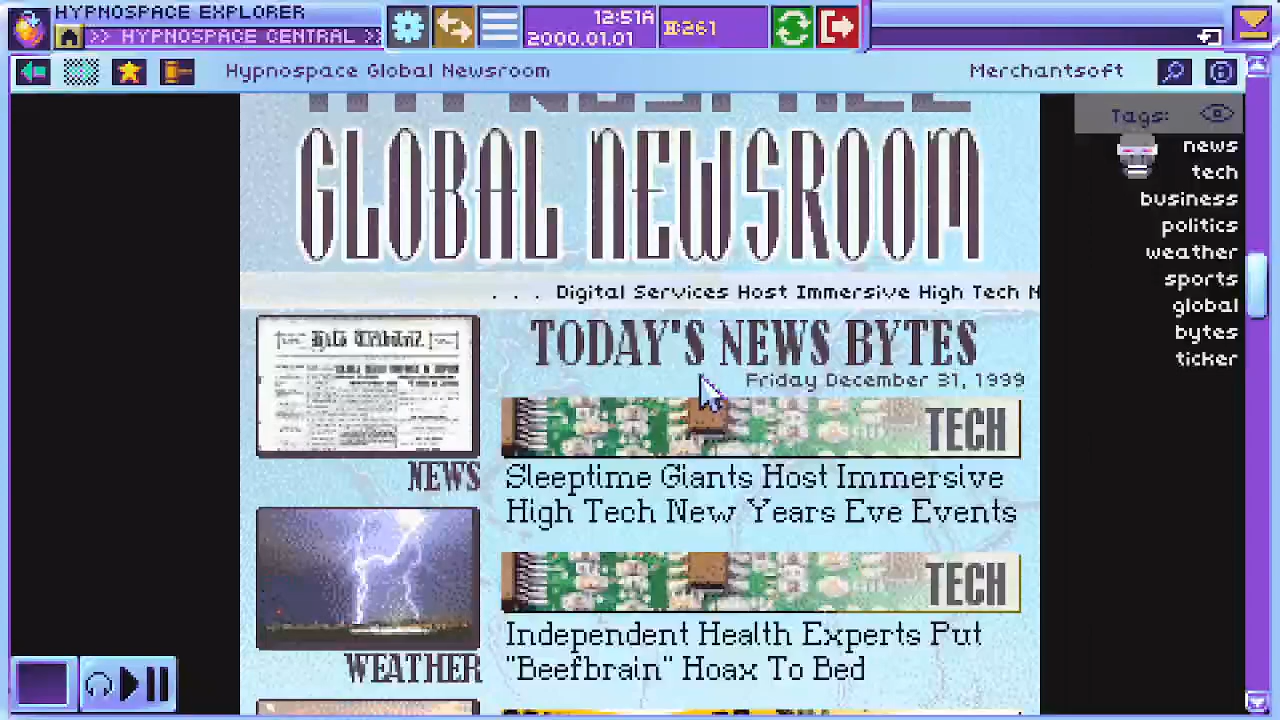 HYPNOSPACE EXPLORER
>> HYPNOSPACE CENTRAL >>
12:51A
2000.01.01
261
Hypnospace Global Newsroom
Merchantsoft
Tags:
news
tech
business
politics
weather
sports
global
bytes
ticker
HYPNOSPACE
GLOBAL NEWSROOM
. . . Digital Services Host Immersive High Tech N
TODAY'S NEWS BYTES
Friday December 31, 1999
NEWS
TECH
Sleeptime Giants Host Immersive
High Tech New Years Eve Events
WEATHER
TECH
Independent Health Experts Put
"Beefbrain" Hoax To Bed